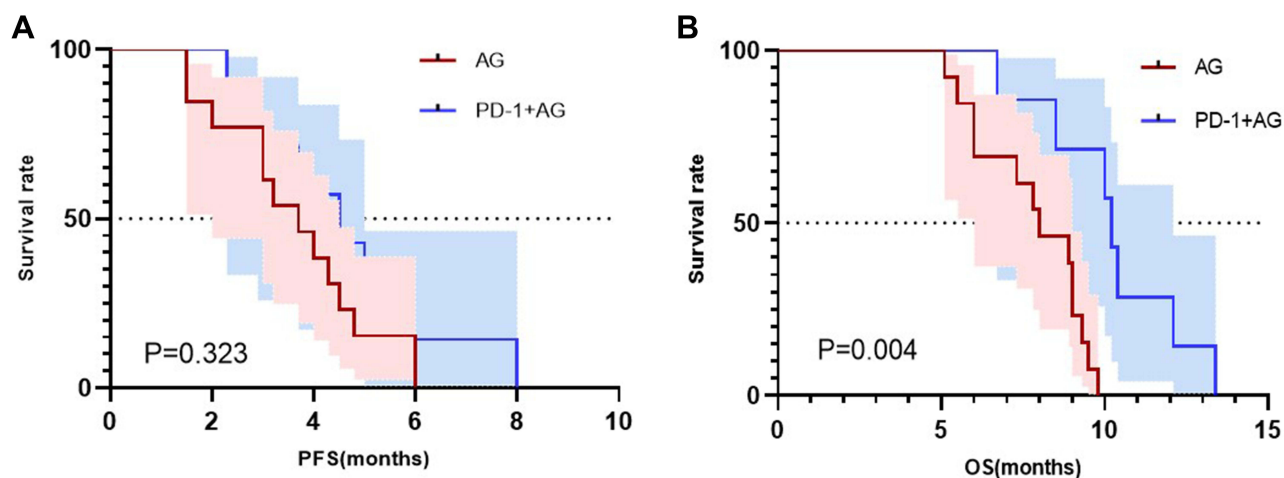 A
Survival rate
100
50
0
AG
PD-1+AG
P=0.323
0 2 4 6 8 10
PFS(months)
B
Survival rate
100
50
0
AG
PD-1+AG
P=0.004
0 5 10 15
OS(months)